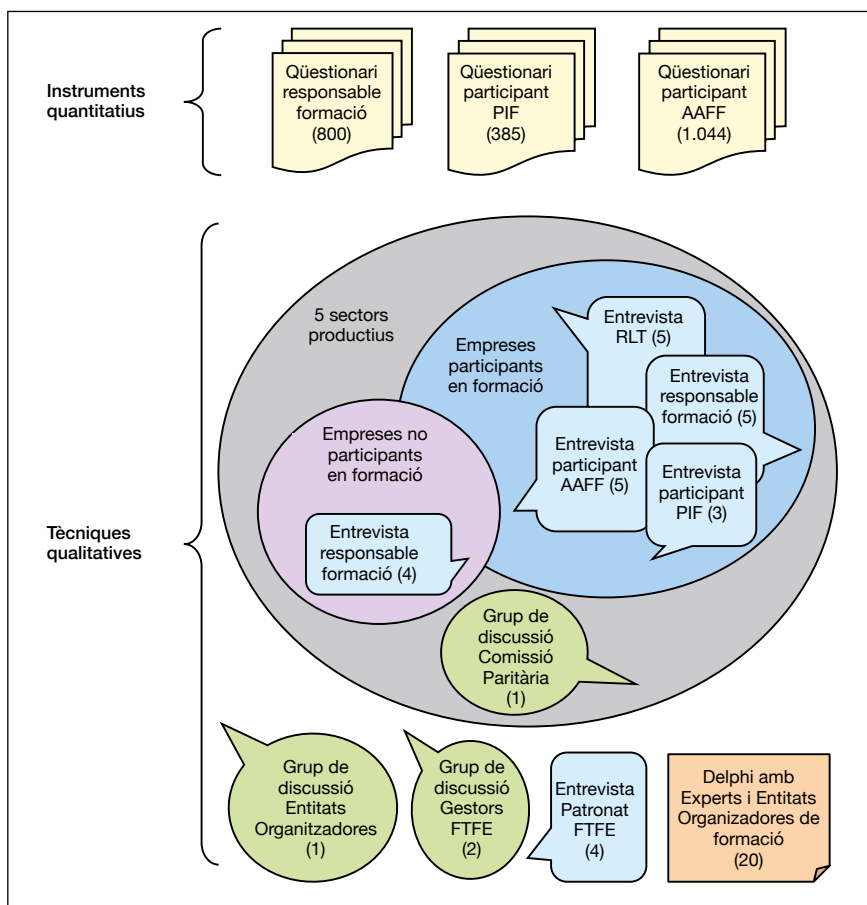 Instruments
quantitatius
Qüestionari
responsable
formació
(800)
Qüestionari
participant
PIF
(385)
Qüestionari
participant
AAFF
(1.044)
Tècniques
qualitatives
5 sectors
productius
Empreses
participants
en formació
Entrevista
RLT (5)
Entrevista
responsable
formació (5)
Entrevista
participant
AAFF (5)
Entrevista
participant
PIF (3)
Empreses no
participants
en formació
Entrevista
responsable
formació (4)
Grup de
discussió
Comissió
Paritària
(1)
Grup de
discussió
Entitats
Organitzadores
(1)
Grup de
discussió
Gestors
FTFE
(2)
Entrevista
Patronat
FTFE
(4)
Delphi amb
Experts i Entitats
Organizadores de
formació
(20)